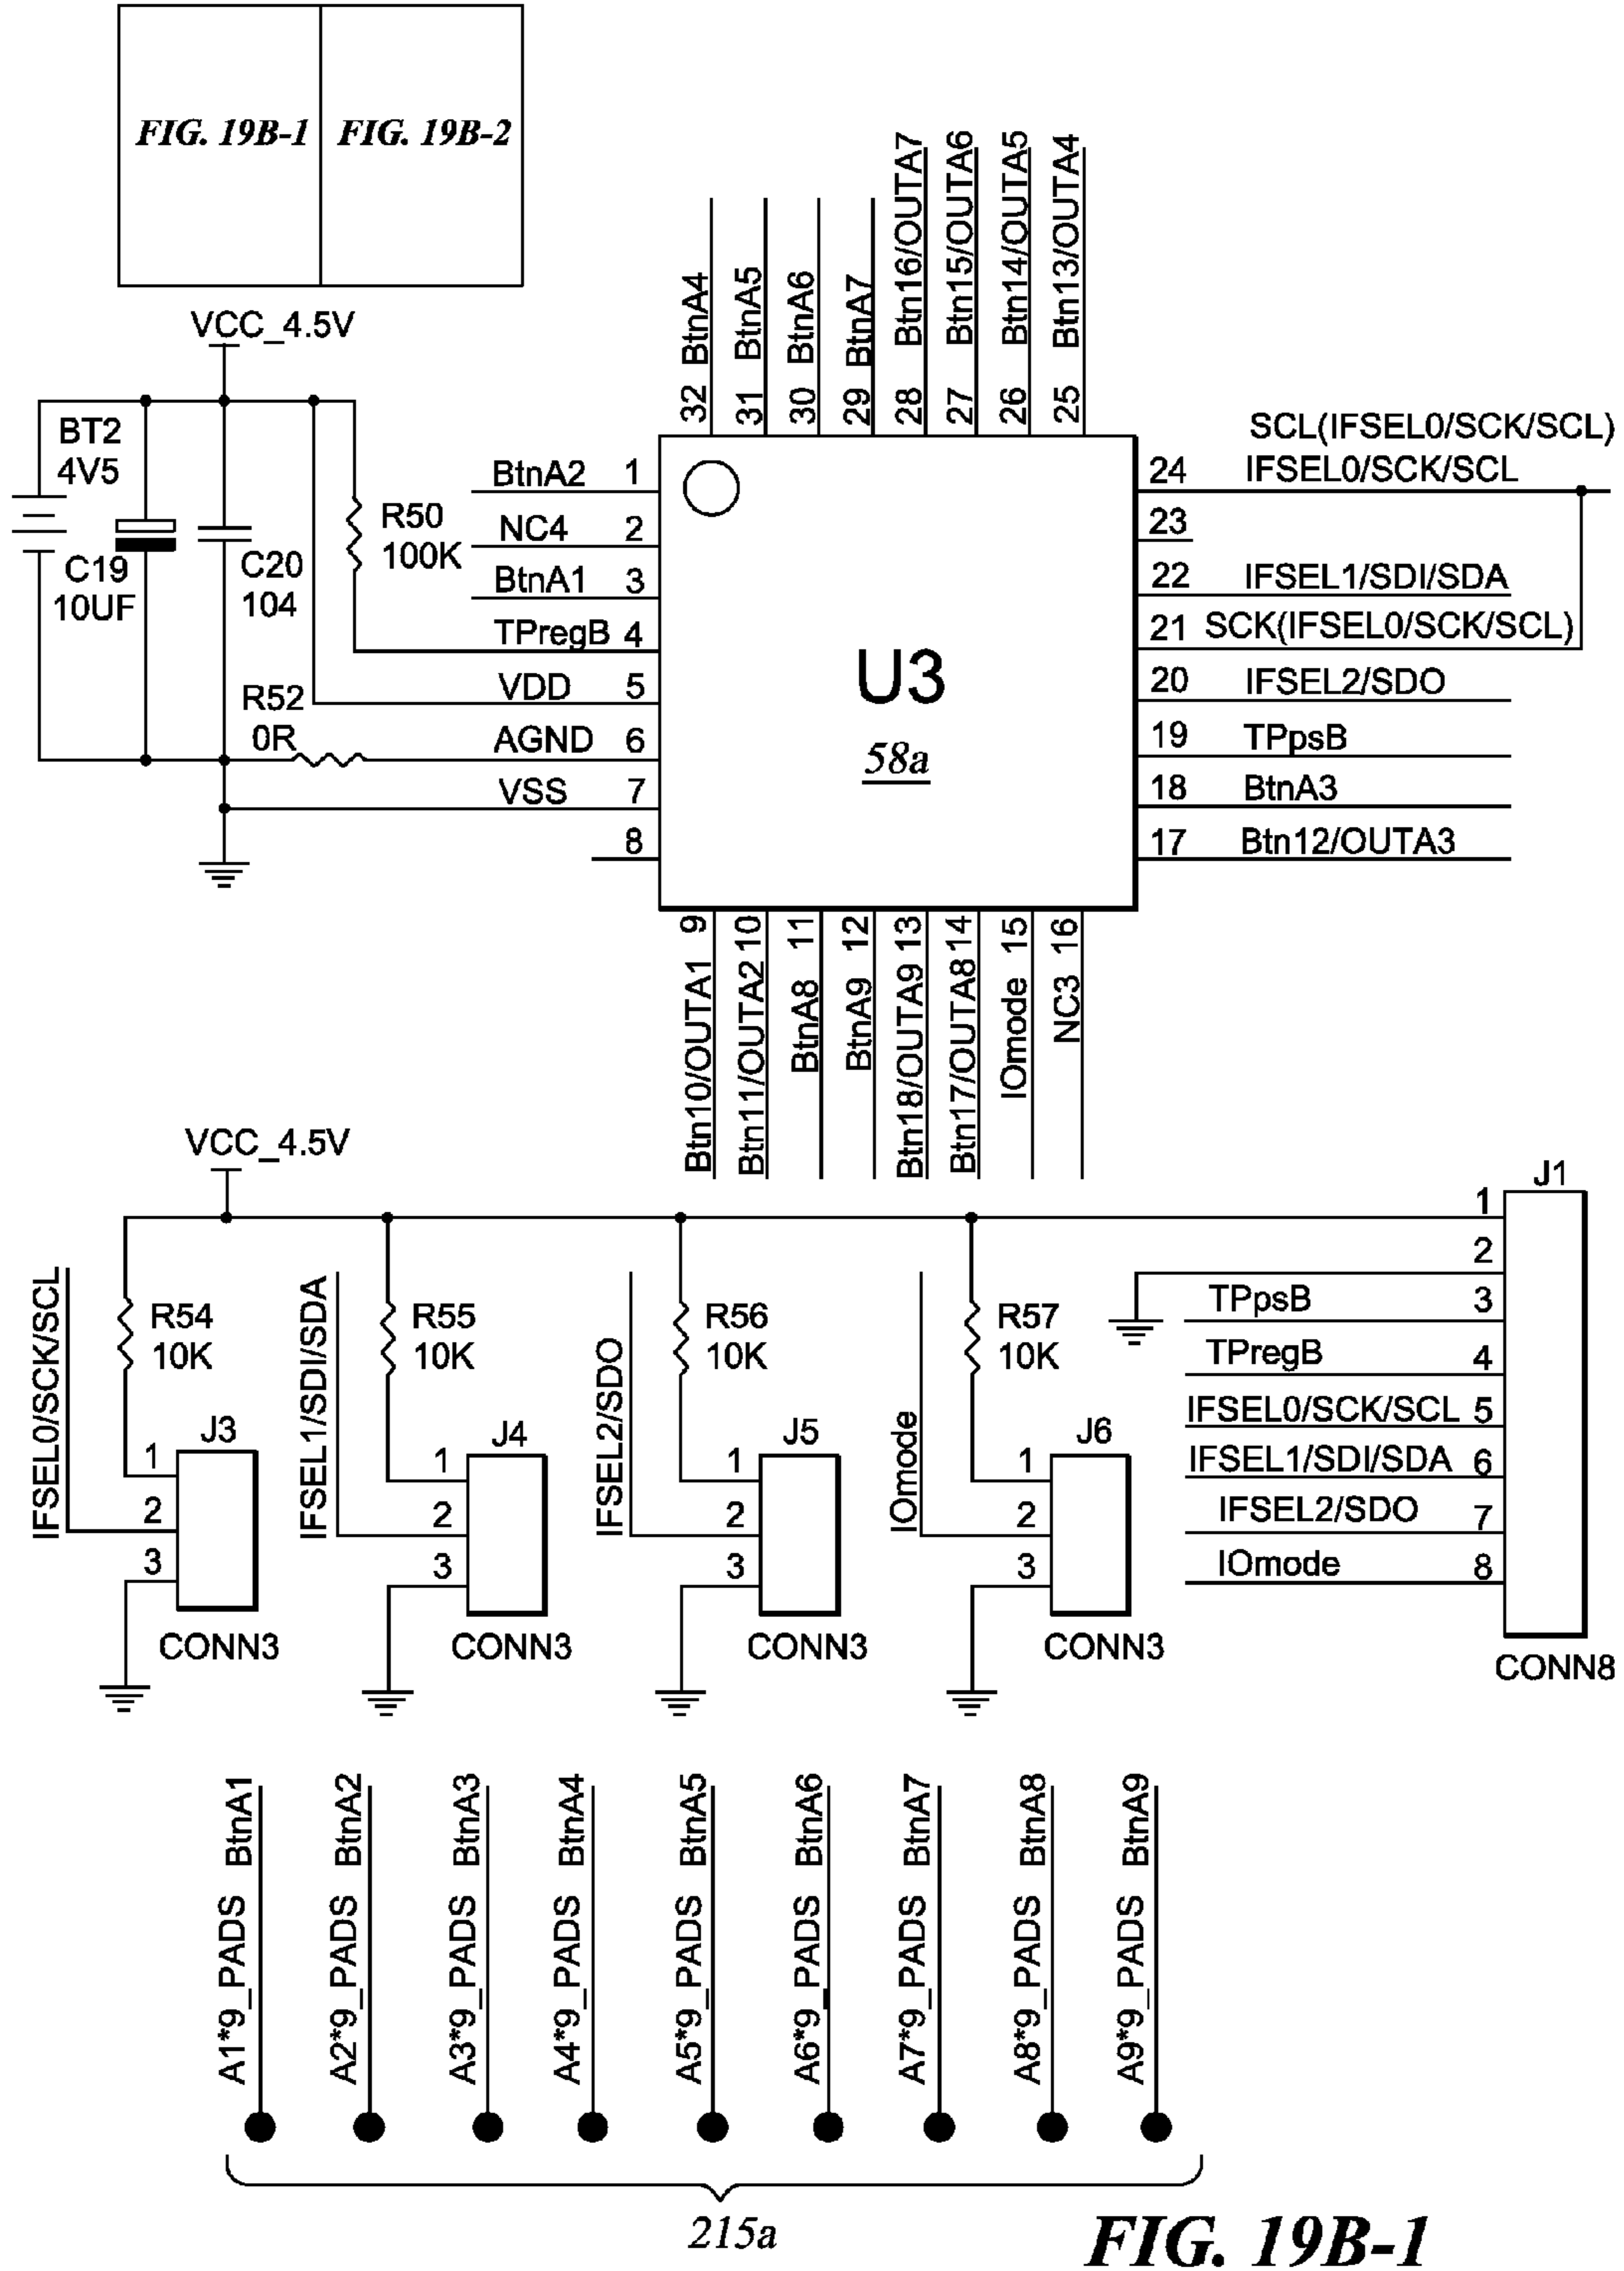 FIG. 19B-1 FIG. 19B-2
VCC_4.5V
BT2
4V5
C19
10UF
C20
104
R50
100K
R52
0R
32 BtnA4
31 BtnA5
30 BtnA6
29 BtnA7
28 Btn16/OUTA7
27 Btn15/OUTA6
26 Btn14/OUTA5
25 Btn13/OUTA4
BtnA2 1
NC4 2
BtnA1 3
TPregB 4
VDD 5
AGND 6
VSS 7
8
U3
58a
SCL(IFSEL0/SCK/SCL)
24 IFSEL0/SCK/SCL
23
22 IFSEL1/SDI/SDA
21 SCK(IFSEL0/SCK/SCL)
20 IFSEL2/SDO
19 TPpsB
18 BtnA3
17 Btn12/OUTA3
Btn10/OUTA1 9
Btn11/OUTA2 10
BtnA8 11
BtnA9 12
Btn18/OUTA9 13
Btn17/OUTA8 14
IOmode 15
NC3 16
VCC_4.5V
IFSEL0/SCK/SCL
R54
10K
J3
1
2
3
CONN3
IFSEL1/SDI/SDA
R55
10K
J4
1
2
3
CONN3
IFSEL2/SDO
R56
10K
J5
1
2
3
CONN3
IOmode
R57
10K
J6
1
2
3
CONN3
J1
1
2
TPpsB 3
TPregB 4
IFSEL0/SCK/SCL 5
IFSEL1/SDI/SDA 6
IFSEL2/SDO 7
IOmode 8
CONN8
A1*9_PADS BtnA1
A2*9_PADS BtnA2
A3*9_PADS BtnA3
A4*9_PADS BtnA4
A5*9_PADS BtnA5
A6*9_PADS BtnA6
A7*9_PADS BtnA7
A8*9_PADS BtnA8
A9*9_PADS BtnA9
215a
FIG. 19B-1